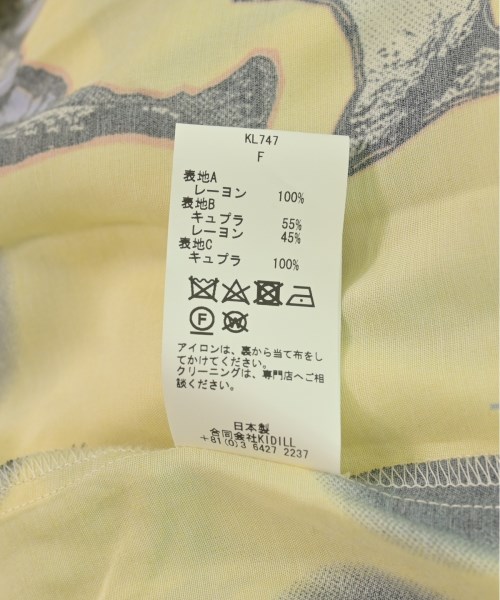 KL747
F
表地A
レーヨン 100%
表地B
キュプラ 55%
レーヨン 45%
表地C
キュプラ 100%
F W
アイロンは、裏から当て布をし
てかけてください。
クリーニングは、専門店へご相
談ください。
日本製
合同会社KIDILL
+81(0)3 6427 2237